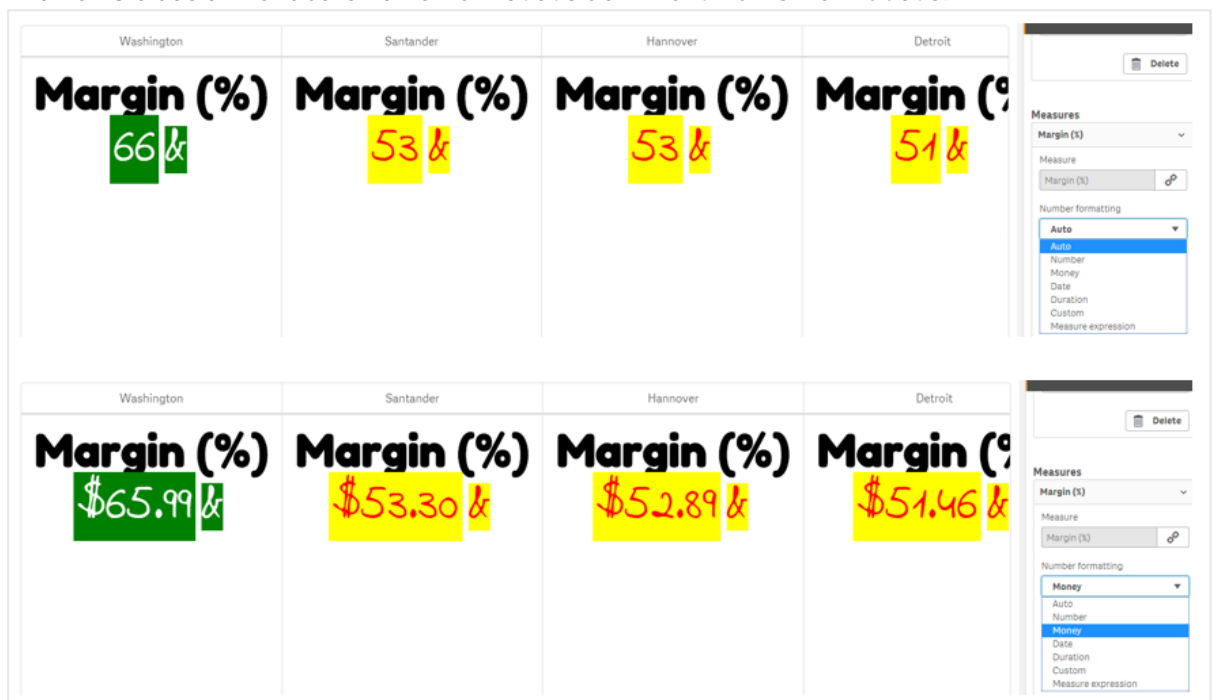 Washington Santander Hannover Detroit
Delete
Margin (%) Margin (%) Margin (%) Margin (%
66 & 53 & 53 & 51 &
Measures
Margin (%)
Measure
Margin (%)
Number formatting
Auto
Auto
Number
Money
Date
Duration
Custom
Measure expression
Washington Santander Hannover Detroit
Delete
Margin (%) Margin (%) Margin (%) Margin (%
$65.99 & $53.30 & $52.89 & $51.46 &
Measures
Margin (%)
Measure
Margin (%)
Number formatting
Money
Auto
Number
Money
Date
Duration
Custom
Measure expression